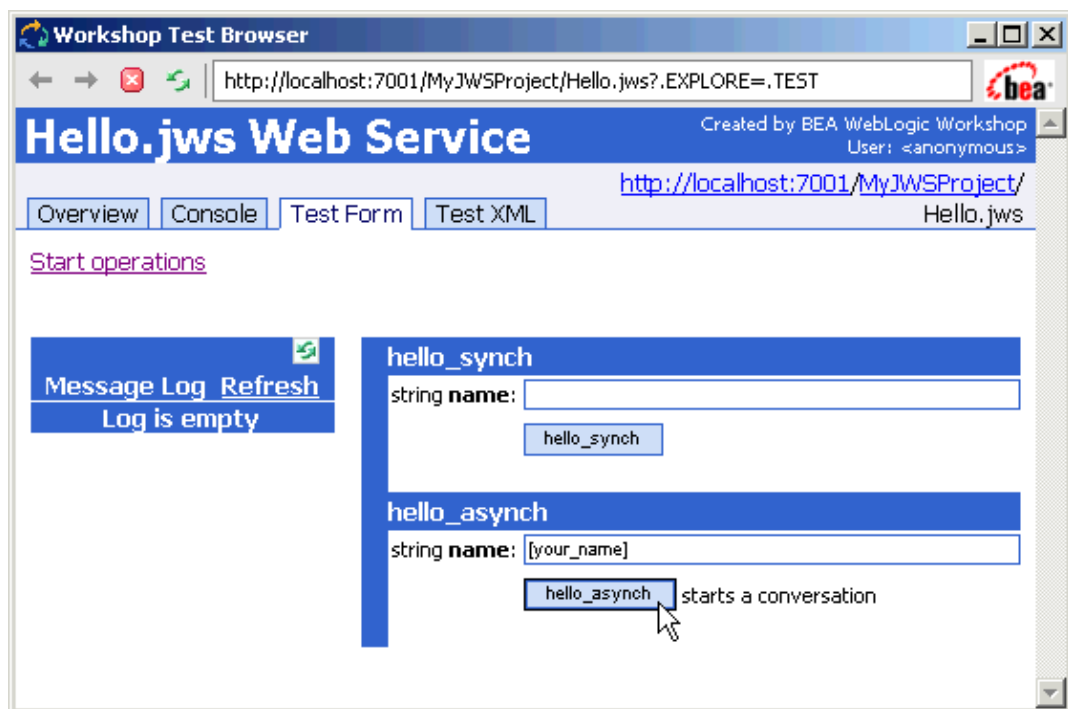 Workshop Test Browser
http://localhost:7001/MyJWSProject/Hello.jws?.EXPLORE=.TEST
bea
Hello.jws Web Service
Created by BEA WebLogic Workshop
User: <anonymous>
http://localhost:7001/MyJWSProject/
Hello.jws
Overview Console Test Form Test XML
Start operations
Message Log Refresh
Log is empty
hello_synch
string name:
hello_synch
hello_asynch
string name: [your_name]
hello_asynch starts a conversation